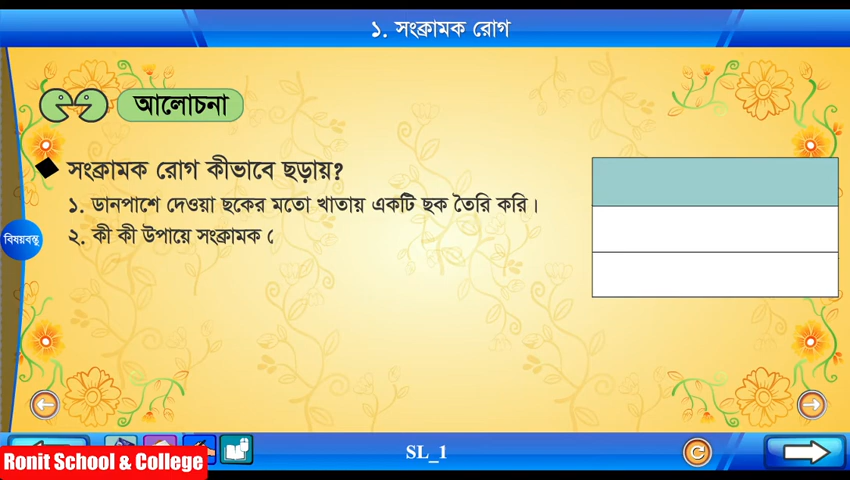 ১. সংক্রামক রোগ
আলোচনা
সংক্রামক রোগ কীভাবে ছড়ায়?
১. ডানপাশে দেওয়া ছকের মতো খাতায় একটি ছক তৈরি করি।
২. কী কী উপায়ে সংক্রামক
বিষয়বস্তু
SL_1
Ronit School & College